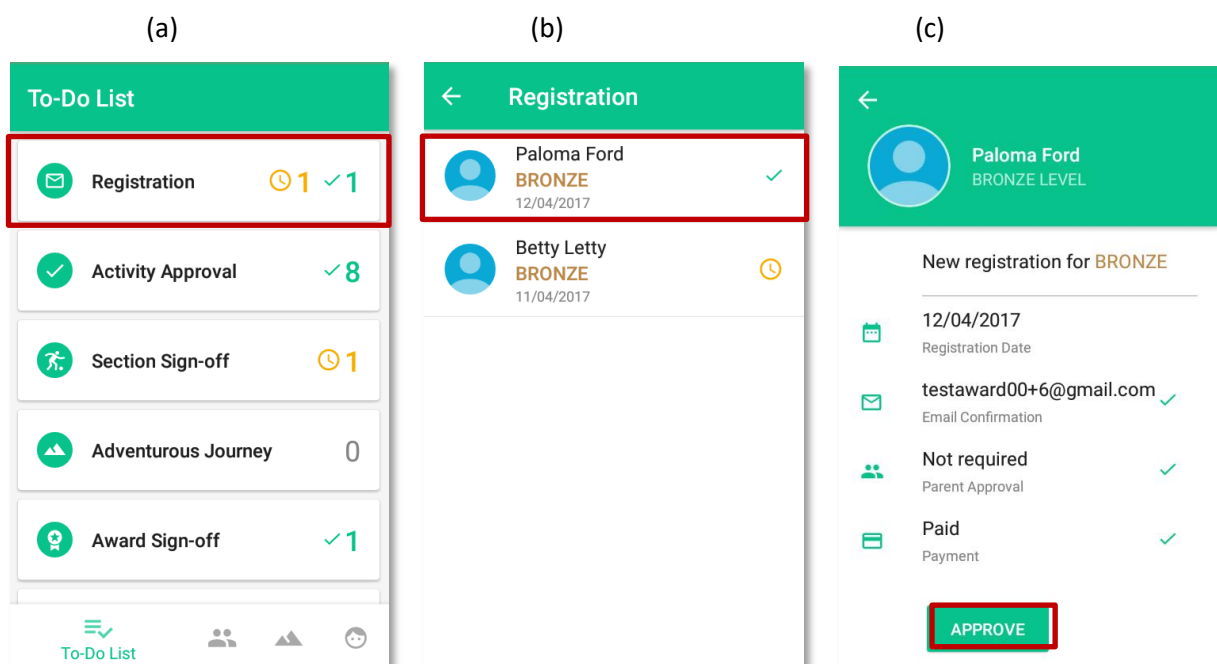 (a)
To-Do List
Registration 1 1
Activity Approval 8
Section Sign-off 1
Adventurous Journey 0
Award Sign-off 1
To-Do List
(b)
Registration
Paloma Ford
BRONZE
12/04/2017
Betty Letty
BRONZE
11/04/2017
(c)
Paloma Ford
BRONZE LEVEL
New registration for BRONZE
12/04/2017
Registration Date
testaward00+6@gmail.com
Email Confirmation
Not required
Parent Approval
Paid
Payment
APPROVE